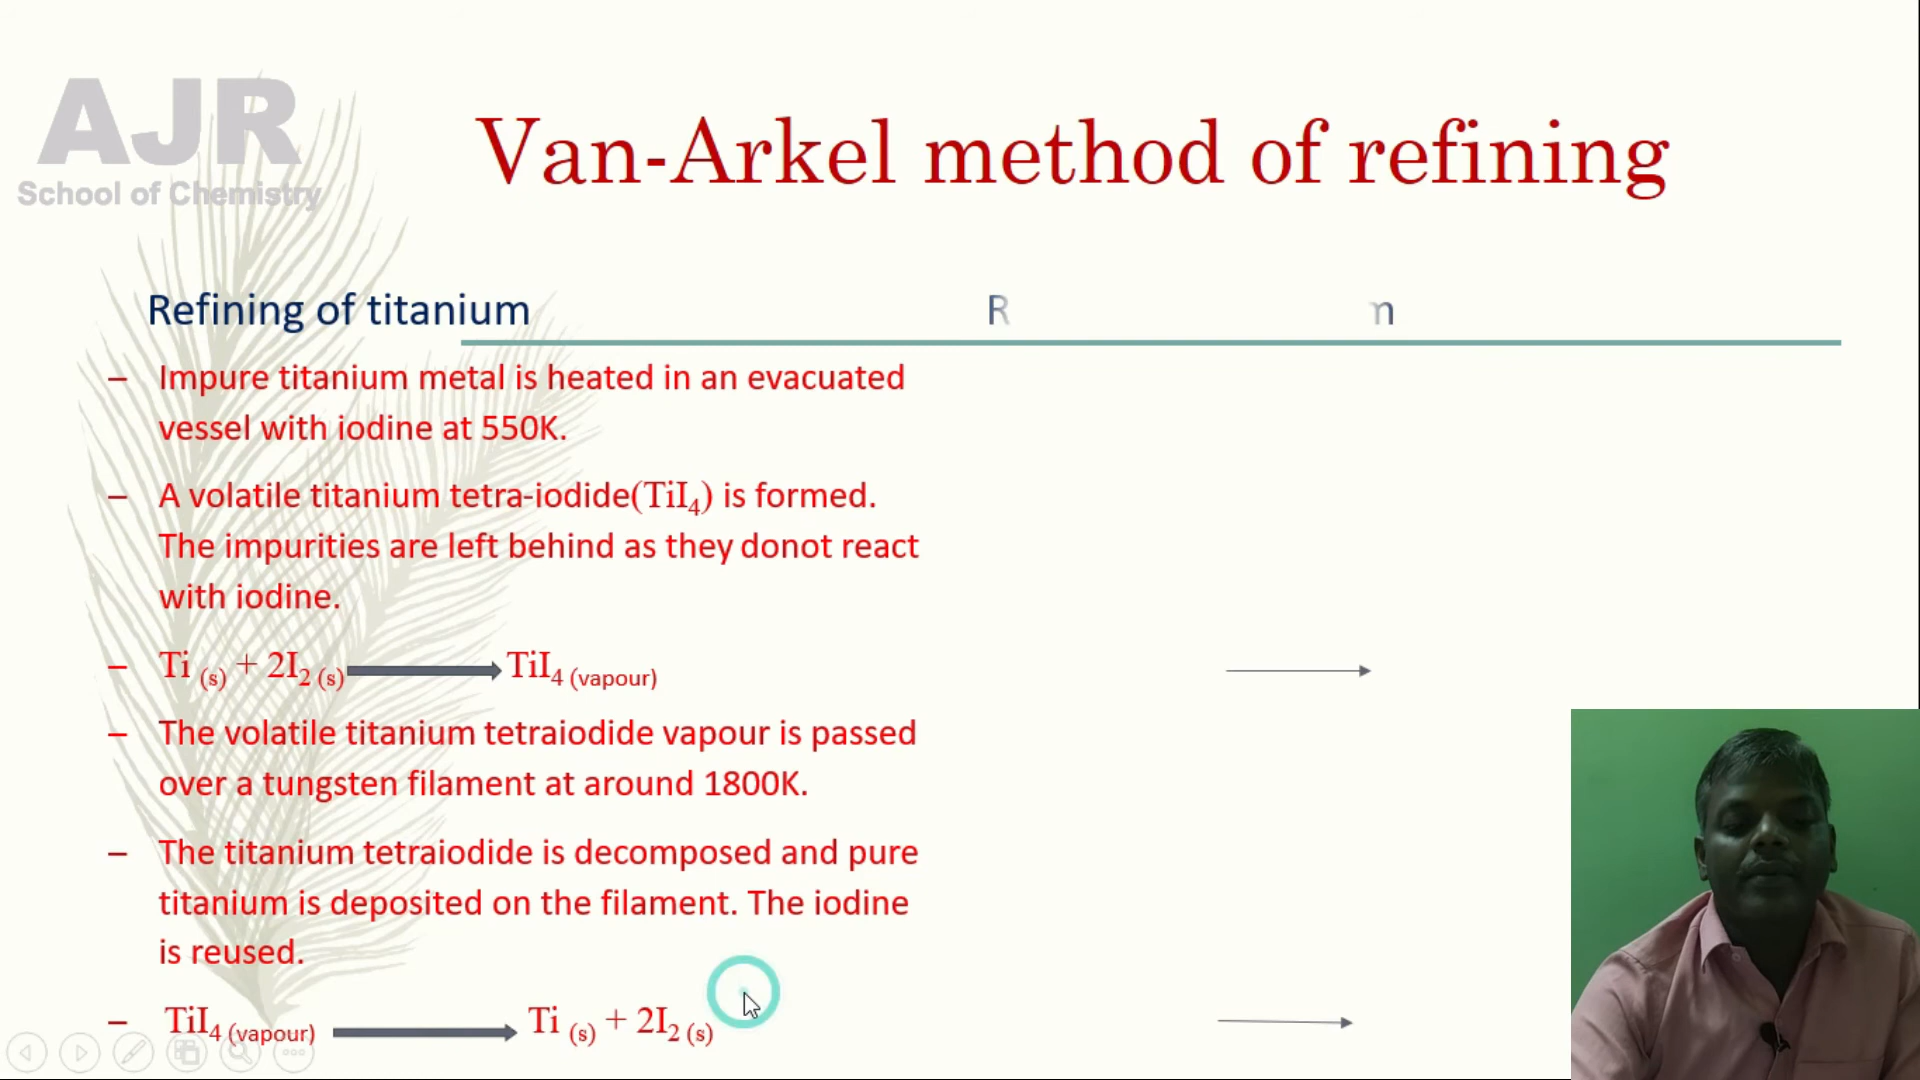 AJR
School of Chemistry
Van-Arkel method of refining
Refining of titanium
R m
– Impure titanium metal is heated in an evacuated
vessel with iodine at 550K.
– A volatile titanium tetra-iodide(TiI₄) is formed.
The impurities are left behind as they donot react
with iodine.
– Ti (s) + 2I₂ (s) → TiI₄ (vapour)
– The volatile titanium tetraiodide vapour is passed
over a tungsten filament at around 1800K.
– The titanium tetraiodide is decomposed and pure
titanium is deposited on the filament. The iodine
is reused.
– TiI₄ (vapour) → Ti (s) + 2I₂ (s)